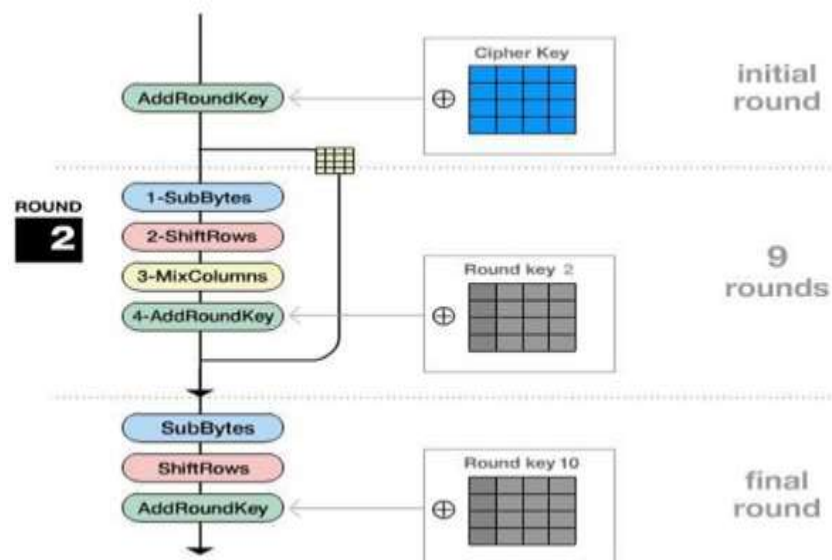 Cipher Key
AddRoundKey
initial
round
ROUND
2
1-SubBytes
2-ShiftRows
3-MixColumns
4-AddRoundKey
Round key 2
9
rounds
SubBytes
ShiftRows
AddRoundKey
Round key 10
final
round